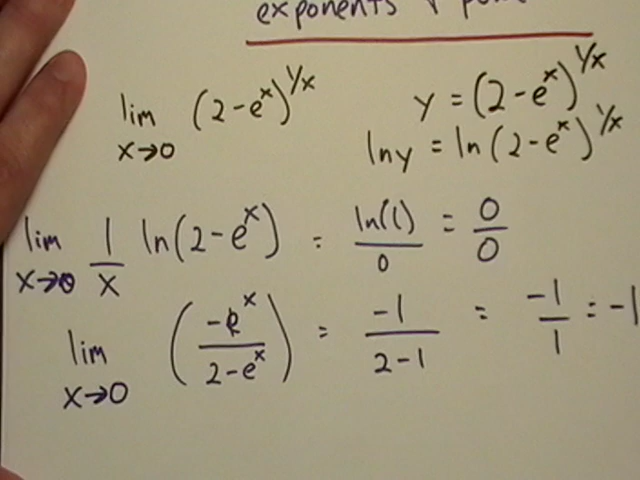 exponents
lim x→0 (2-e^x)^1/x y = (2-e^x)^1/x
ln y = ln (2-e^x)^1/x
lim x→0 1/x ln(2-e^x) = ln(1)/0 = 0/0
lim x→0 (-e^x/2-e^x) = -1/2-1 = -1/1 = -1